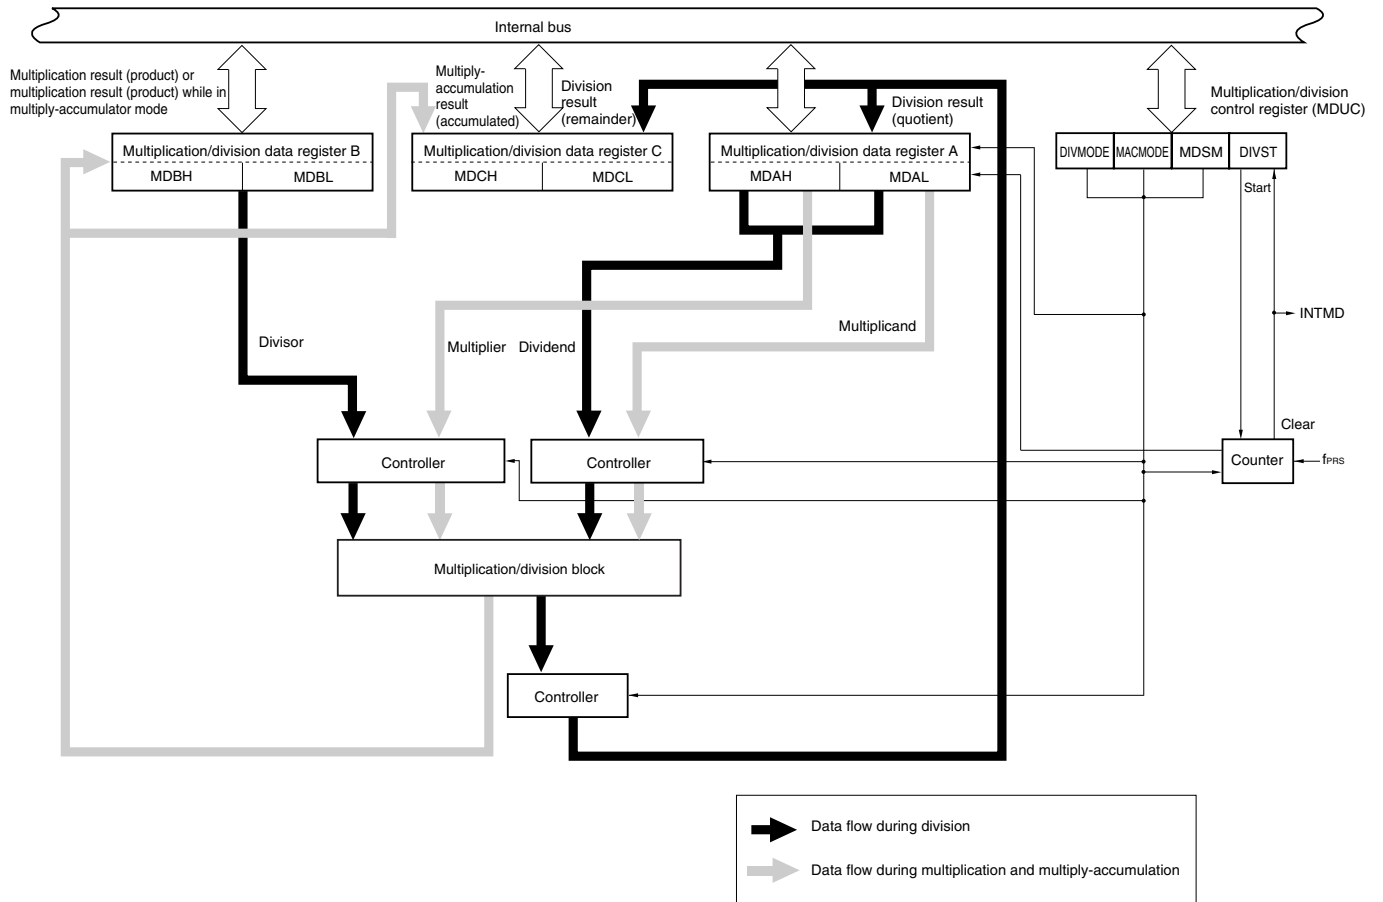 Internal bus
Multiplication result (product) or
multiplication result (product) while in
multiply-accumulator mode
Multiply-
accumulation
result
(accumulated)
Division
result
(remainder)
Division result
(quotient)
Multiplication/division
control register (MDUC)
Multiplication/division data register B
MDBH
MDBL
Multiplication/division data register C
MDCH
MDCL
Multiplication/division data register A
MDAH
MDAL
DIVMODE
MACMODE
MDSM
DIVST
Start
INTMD
Divisor
Multiplier
Dividend
Multiplicand
Clear
Controller
Controller
Counter
fPRS
Multiplication/division block
Controller
Data flow during division
Data flow during multiplication and multiply-accumulation